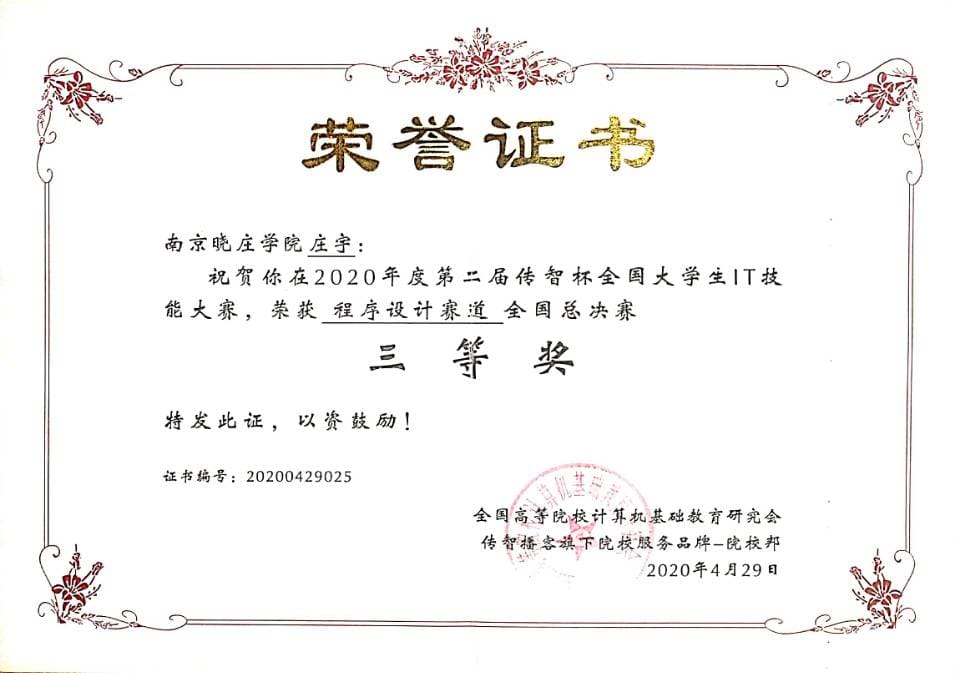 荣誉证书
南京晓庄学院庄宇:
祝贺你在2020年度第二届传智杯全国大学生IT技
能大赛，荣获 程序设计赛道 全国总决赛
三等奖
特发此证，以资鼓励!
证书编号: 20200429025
全国高等院校计算机基础教育研究会
传智播客旗下院校服务品牌-院校邦
2020年4月29日